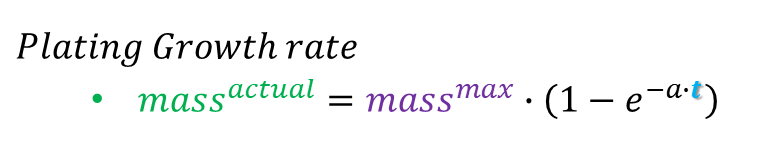 Plating Growth rate
• mass^actual = mass^max · (1 − e^−a·t)